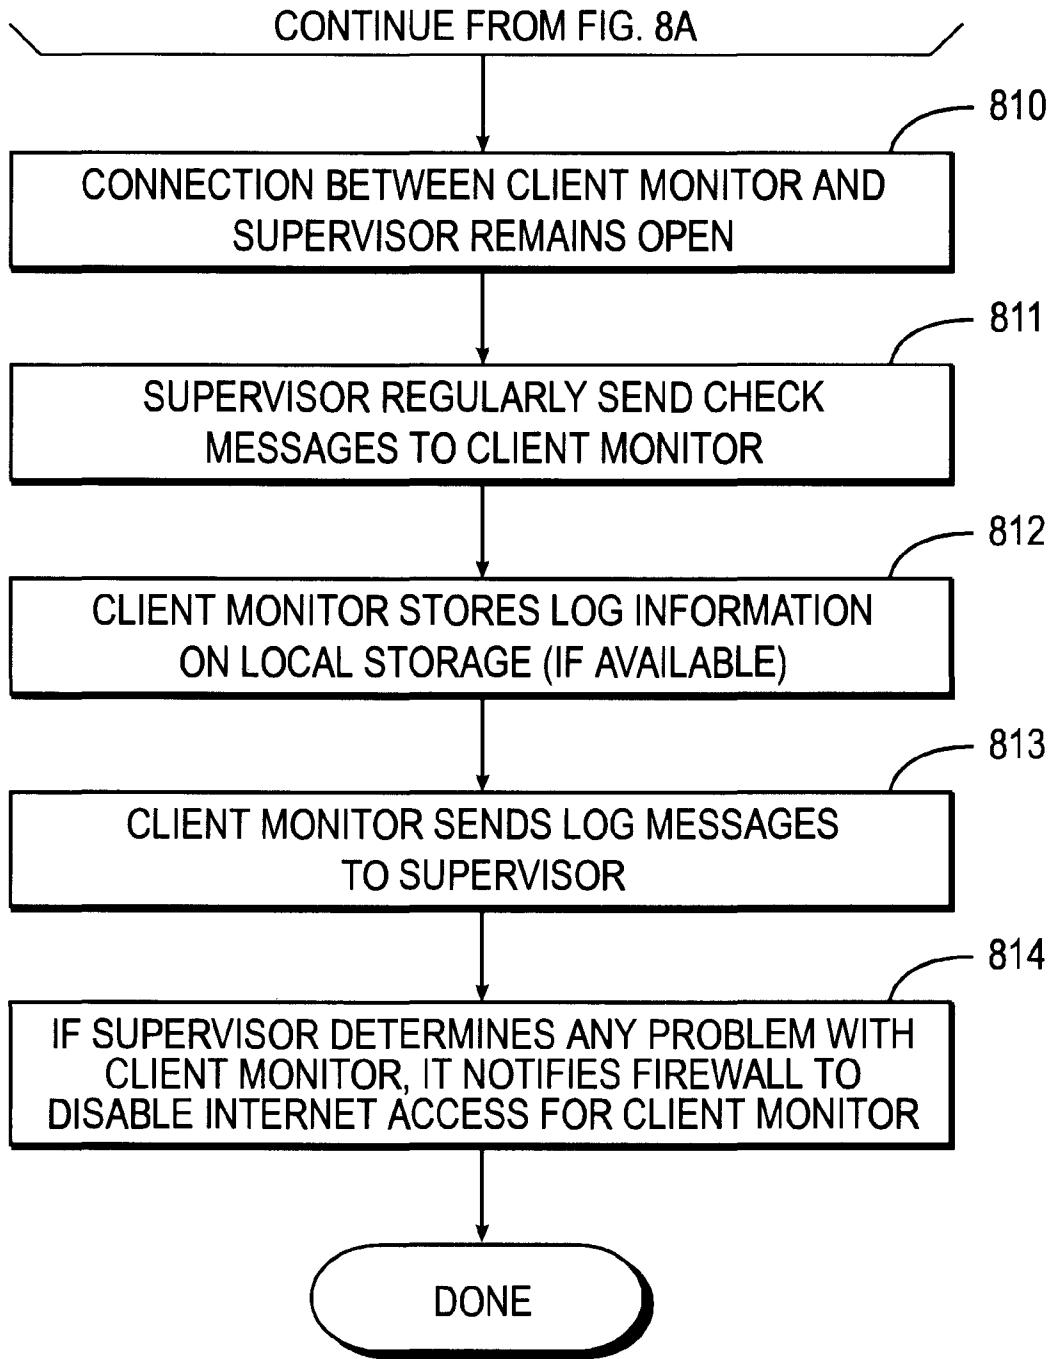 CONTINUE FROM FIG. 8A
810
CONNECTION BETWEEN CLIENT MONITOR AND
SUPERVISOR REMAINS OPEN
811
SUPERVISOR REGULARLY SEND CHECK
MESSAGES TO CLIENT MONITOR
812
CLIENT MONITOR STORES LOG INFORMATION
ON LOCAL STORAGE (IF AVAILABLE)
813
CLIENT MONITOR SENDS LOG MESSAGES
TO SUPERVISOR
814
IF SUPERVISOR DETERMINES ANY PROBLEM WITH
CLIENT MONITOR, IT NOTIFIES FIREWALL TO
DISABLE INTERNET ACCESS FOR CLIENT MONITOR
DONE